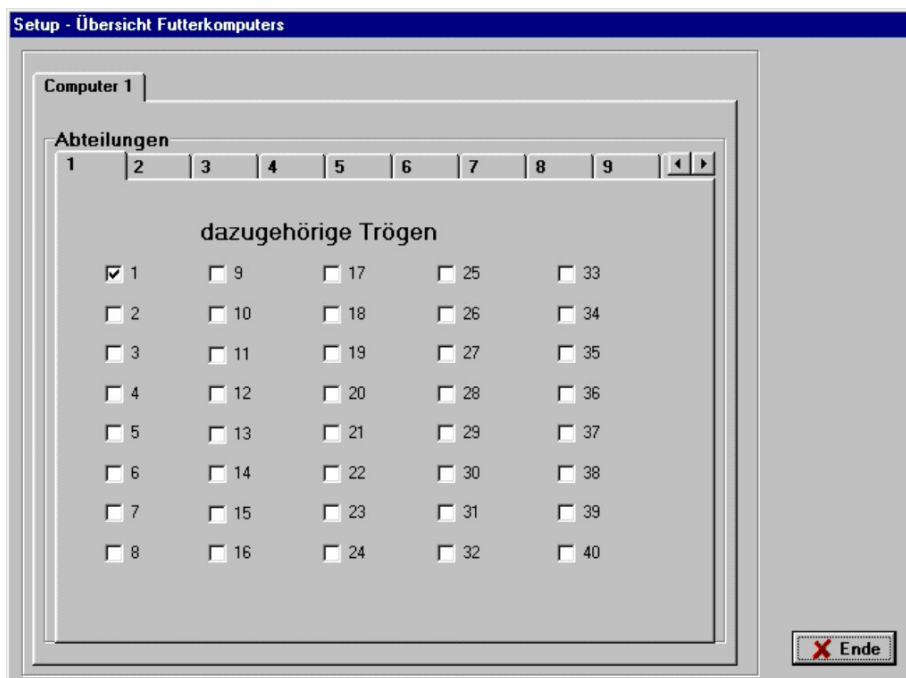 Setup - Übersicht Futterkomputers
Computer 1
Abteilungen
1 2 3 4 5 6 7 8 9
dazugehörige Trögen
1 9 17 25 33
2 10 18 26 34
3 11 19 27 35
4 12 20 28 36
5 13 21 29 37
6 14 22 30 38
7 15 23 31 39
8 16 24 32 40
Ende